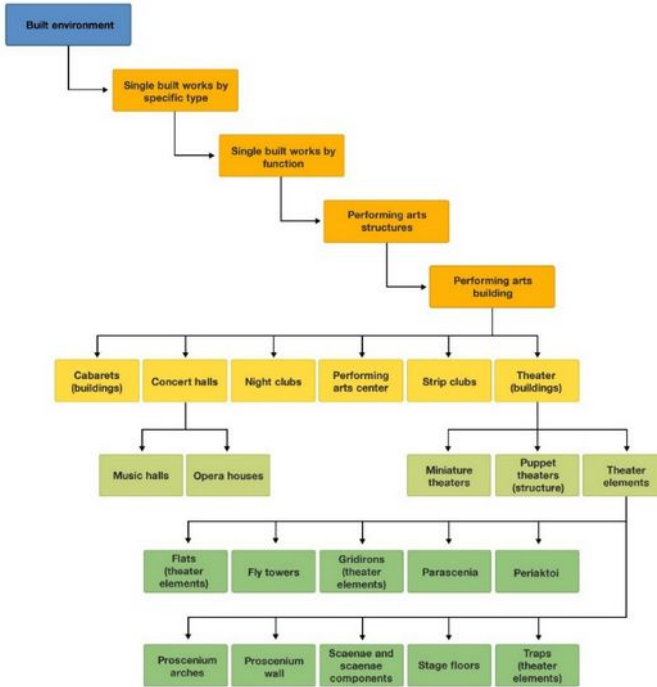 Built environment
Single built works by
specific type
Single built works by
function
Performing arts
structures
Performing arts
building
Cabarets
(buildings)
Concert halls
Night clubs
Performing
arts center
Strip clubs
Theater
(buildings)
Music halls
Opera houses
Miniature
theaters
Puppet
theaters
(structure)
Theater
elements
Flats
(theater
elements)
Fly towers
Gridirons
(theater
elements)
Parascenia
Periaktoi
Proscenium
arches
Proscenium
wall
Scaenae and
scaenae
components
Stage floors
Traps
(theater
elements)